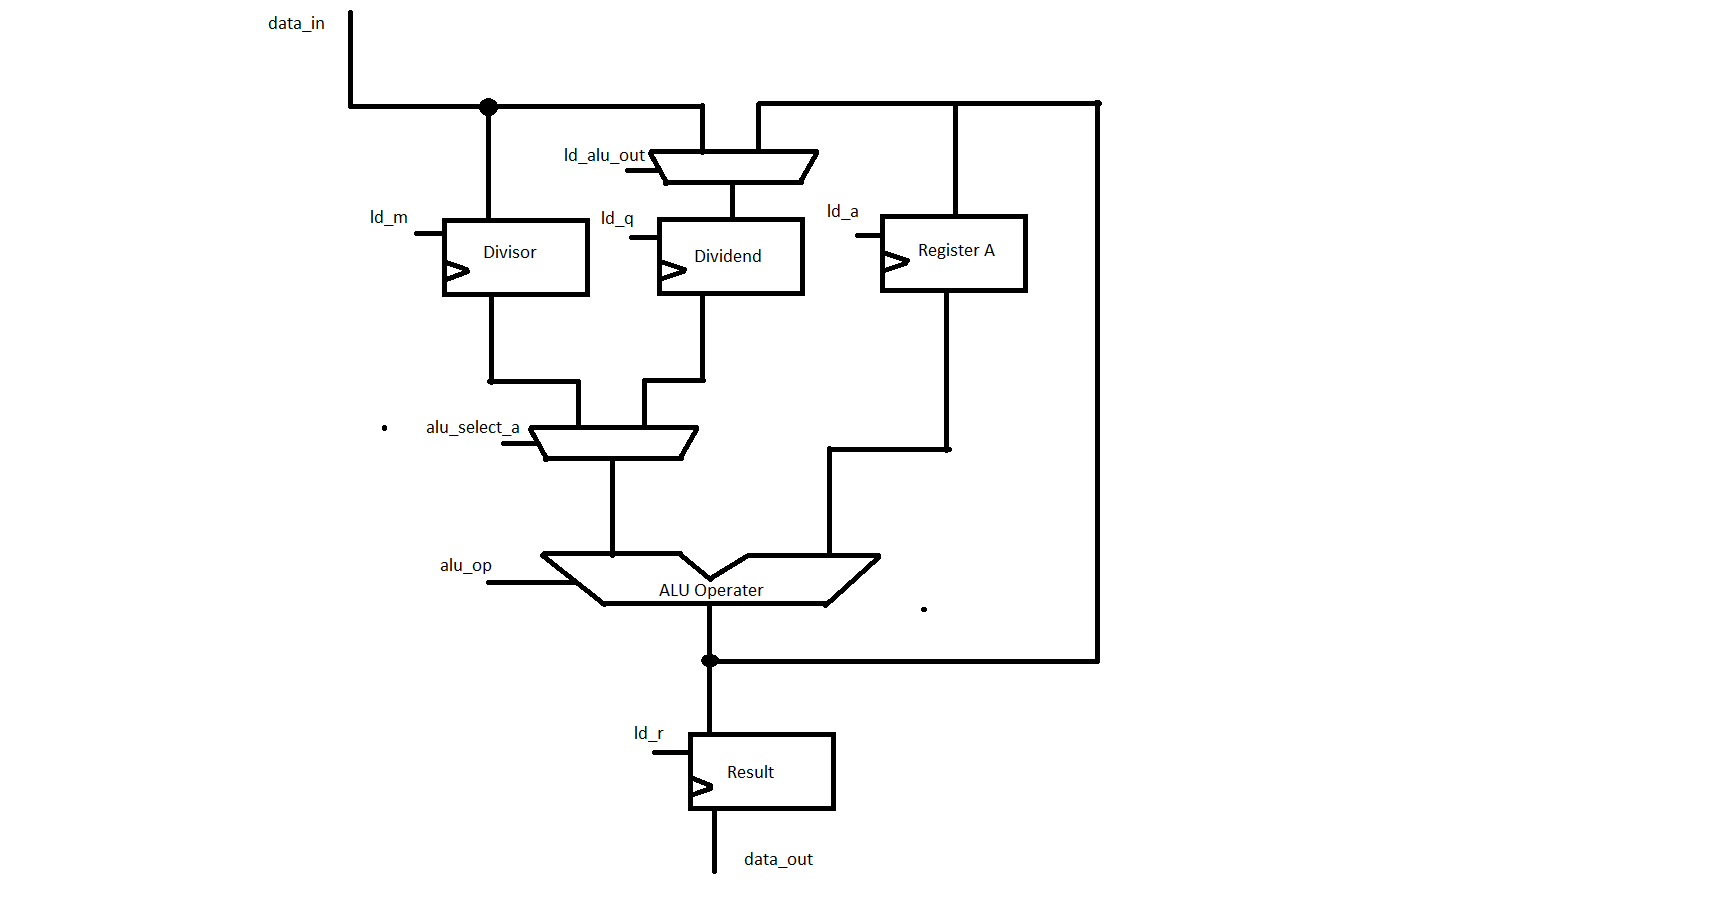 data_in
ld_alu_out
ld_m
ld_q
ld_a
Divisor
Dividend
Register A
alu_select_a
alu_op
ALU Operater
ld_r
Result
data_out